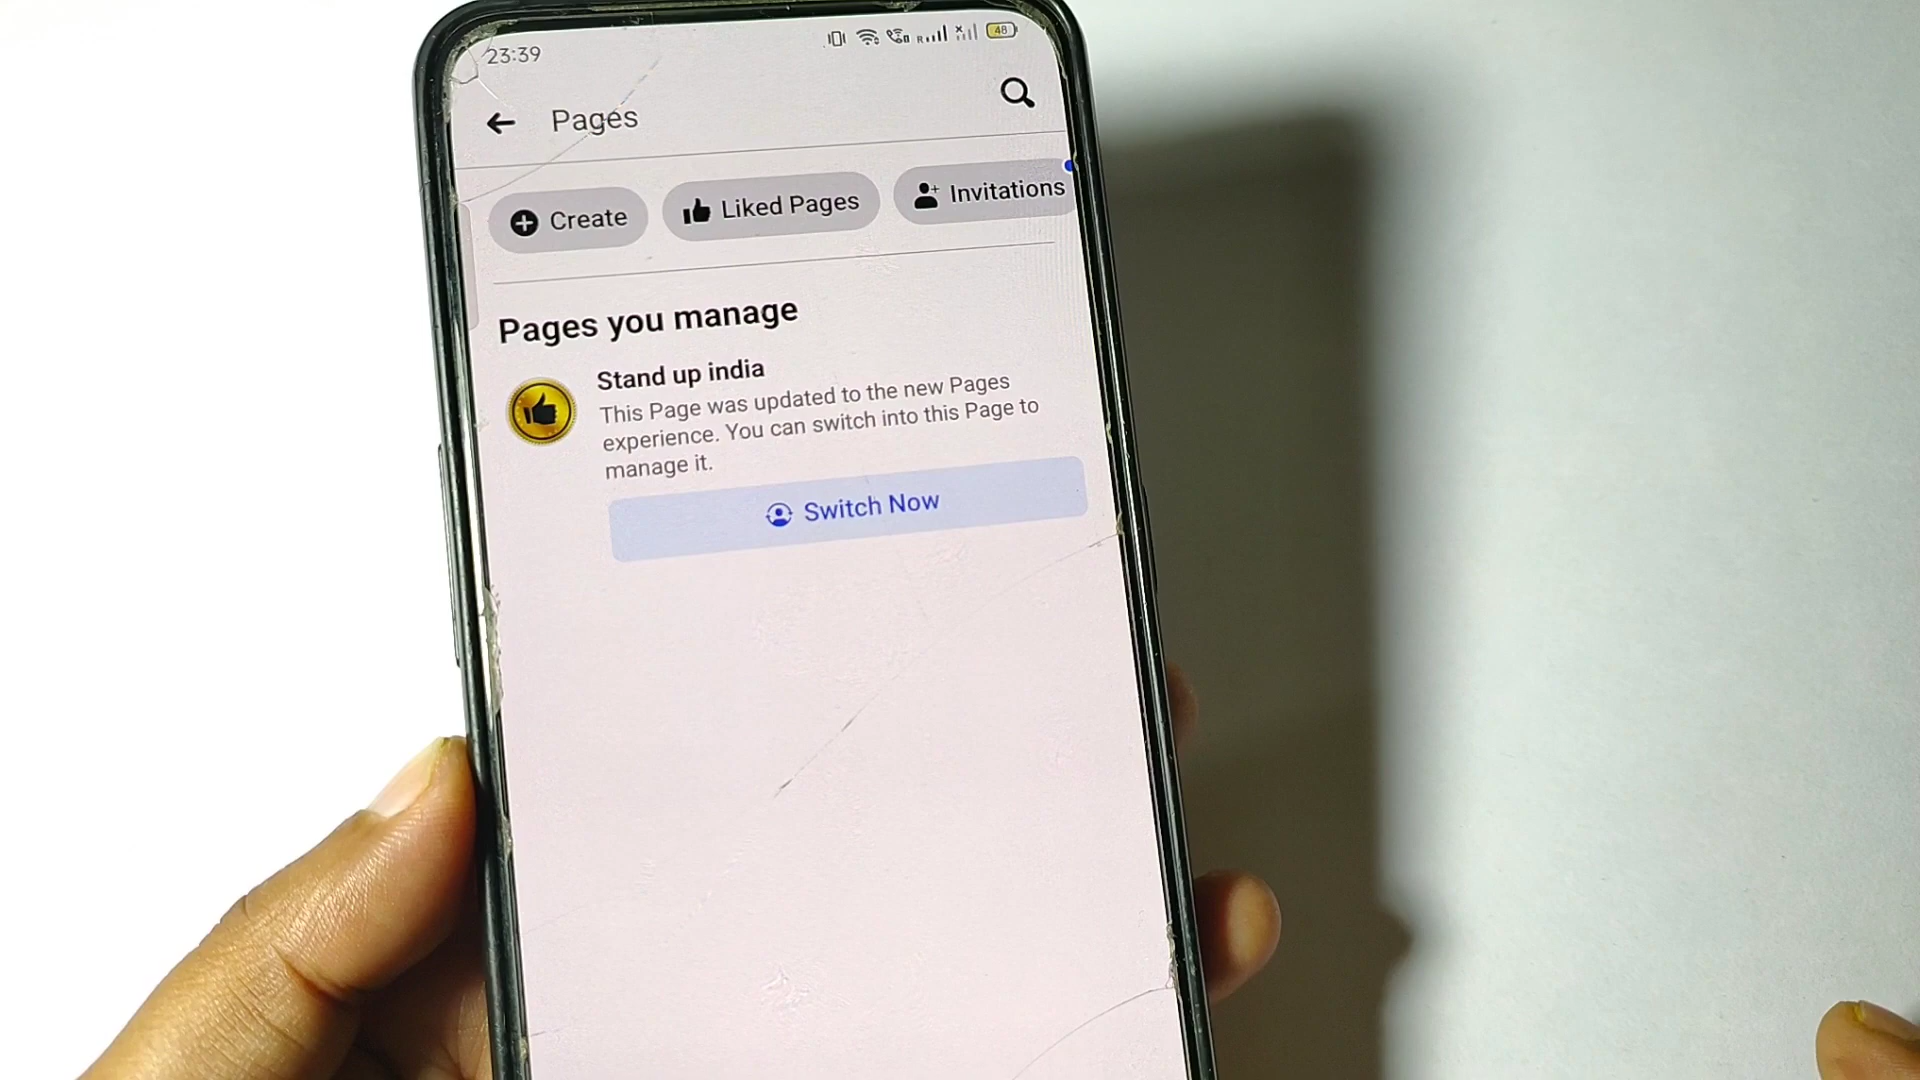 23:39
R
48
Pages
Create
Liked Pages
Invitations
Pages you manage
Stand up india
This Page was updated to the new Pages
experience. You can switch into this Page to
manage it.
Switch Now